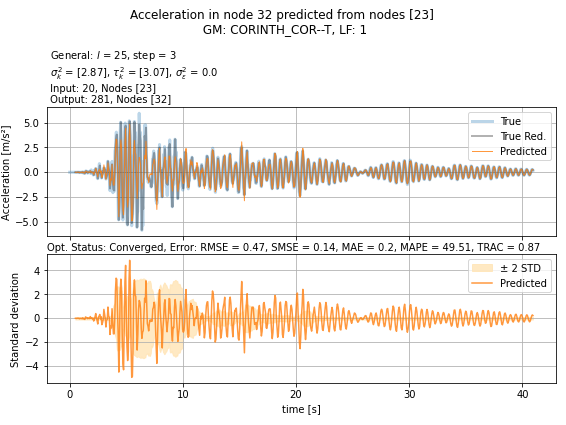 Acceleration in node 32 predicted from nodes [23]
GM: CORINTH_COR--T, LF: 1
General: l = 25, step = 3
σ²ₖ = [2.87], τ²ₖ = [3.07], σ²ε = 0.0
Input: 20, Nodes [23]
Output: 281, Nodes [32]
Acceleration [m/s²]
5.0
2.5
0.0
−2.5
−5.0
True
True Red.
Predicted
Opt. Status: Converged, Error: RMSE = 0.47, SMSE = 0.14, MAE = 0.2, MAPE = 49.51, TRAC = 0.87
Standard deviation
4
2
0
−2
−4
± 2 STD
Predicted
0 10 20 30 40
time [s]